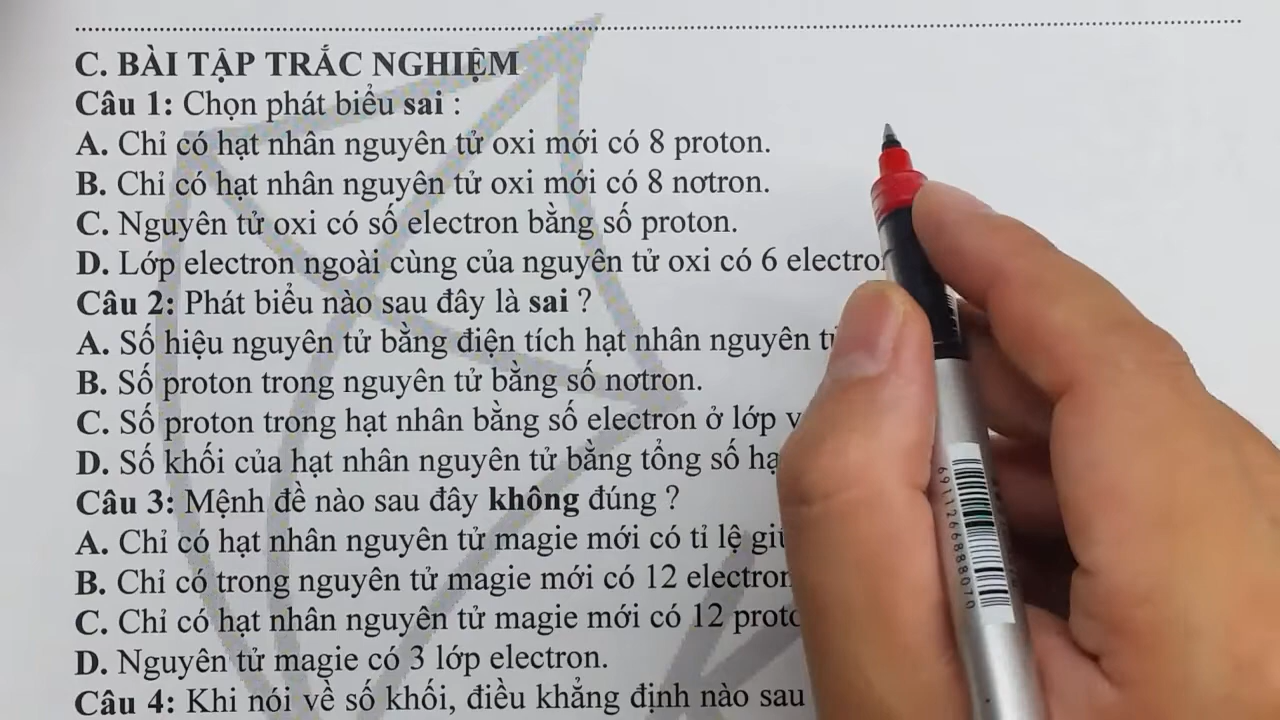 C. BÀI TẬP TRẮC NGHIỆM
Câu 1: Chọn phát biểu sai :
A. Chỉ có hạt nhân nguyên tử oxi mới có 8 proton.
B. Chỉ có hạt nhân nguyên tử oxi mới có 8 nơtron.
C. Nguyên tử oxi có số electron bằng số proton.
D. Lớp electron ngoài cùng của nguyên tử oxi có 6 electron
Câu 2: Phát biểu nào sau đây là sai ?
A. Số hiệu nguyên tử bằng điện tích hạt nhân nguyên
B. Số proton trong nguyên tử bằng số nơtron.
C. Số proton trong hạt nhân bằng số electron ở lớp
D. Số khối của hạt nhân nguyên tử bằng tổng số
Câu 3: Mệnh đề nào sau đây không đúng ?
A. Chỉ có hạt nhân nguyên tử magie mới có tỉ lệ
B. Chỉ có trong nguyên tử magie mới có 12 electron
C. Chỉ có hạt nhân nguyên tử magie mới có 12
D. Nguyên tử magie có 3 lớp electron.
Câu 4: Khi nói về số khối, điều khẳng định nào sau
6911266888070